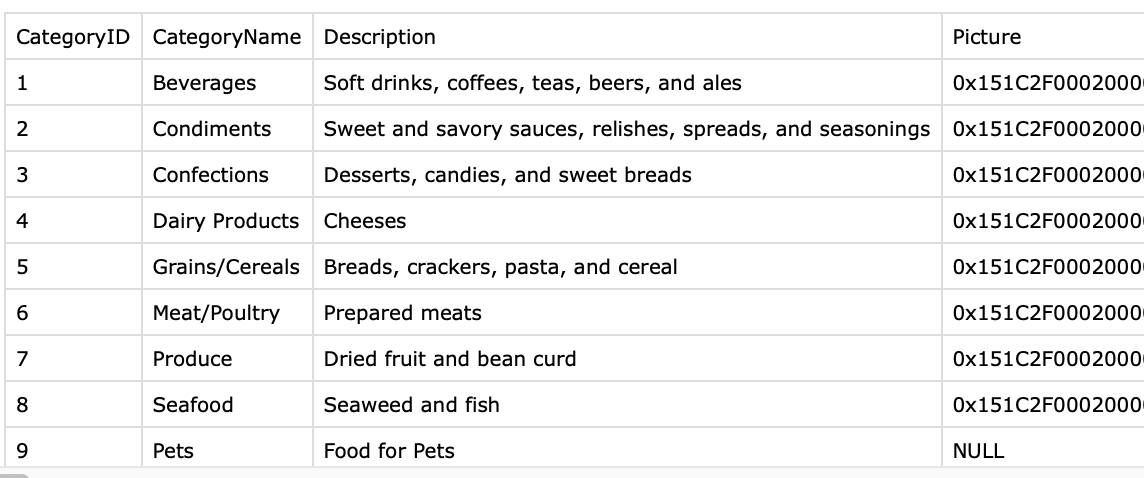 CategoryID CategoryName Description Picture
1 Beverages Soft drinks, coffees, teas, beers, and ales 0x151C2F0002000
2 Condiments Sweet and savory sauces, relishes, spreads, and seasonings 0x151C2F0002000
3 Confections Desserts, candies, and sweet breads 0x151C2F0002000
4 Dairy Products Cheeses 0x151C2F0002000
5 Grains/Cereals Breads, crackers, pasta, and cereal 0x151C2F0002000
6 Meat/Poultry Prepared meats 0x151C2F0002000
7 Produce Dried fruit and bean curd 0x151C2F0002000
8 Seafood Seaweed and fish 0x151C2F0002000
9 Pets Food for Pets NULL